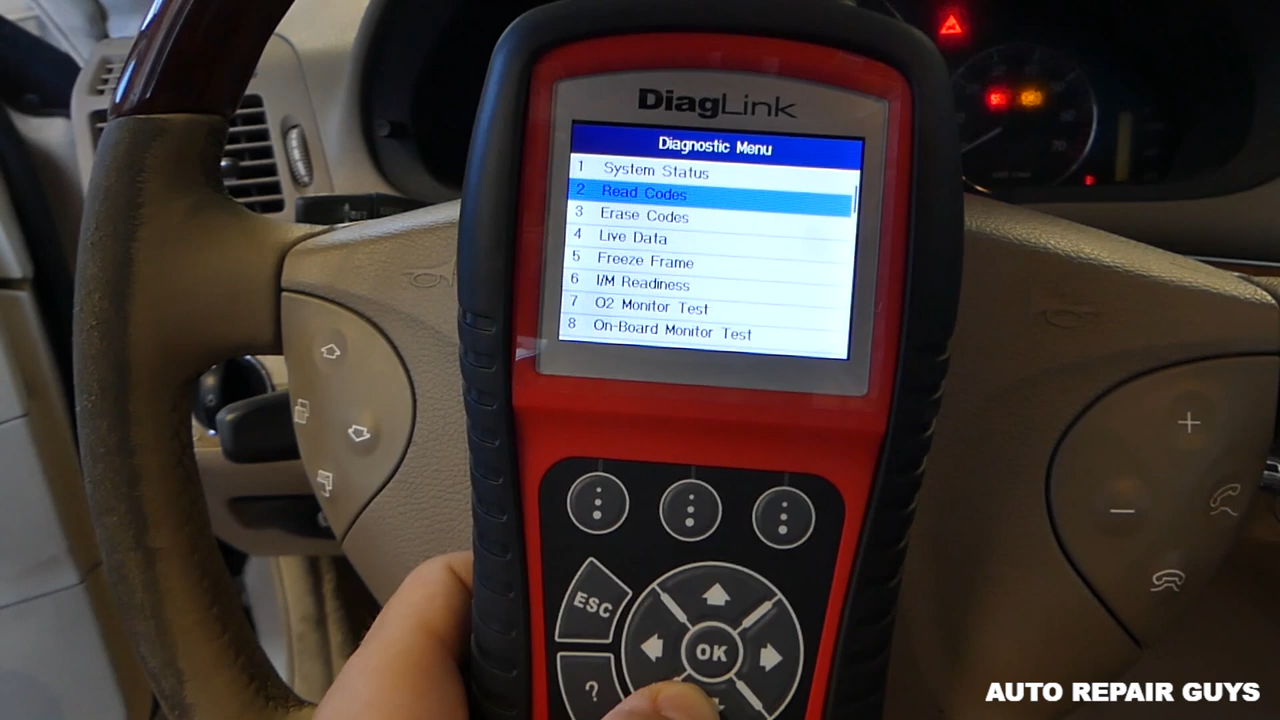 DiagLink
Diagnostic Menu
1 System Status
2 Read Codes
3 Erase Codes
4 Live Data
5 Freeze Frame
6 I/M Readiness
7 O2 Monitor Test
8 On-Board Monitor Test
ESC
OK
?
AUTO REPAIR GUYS